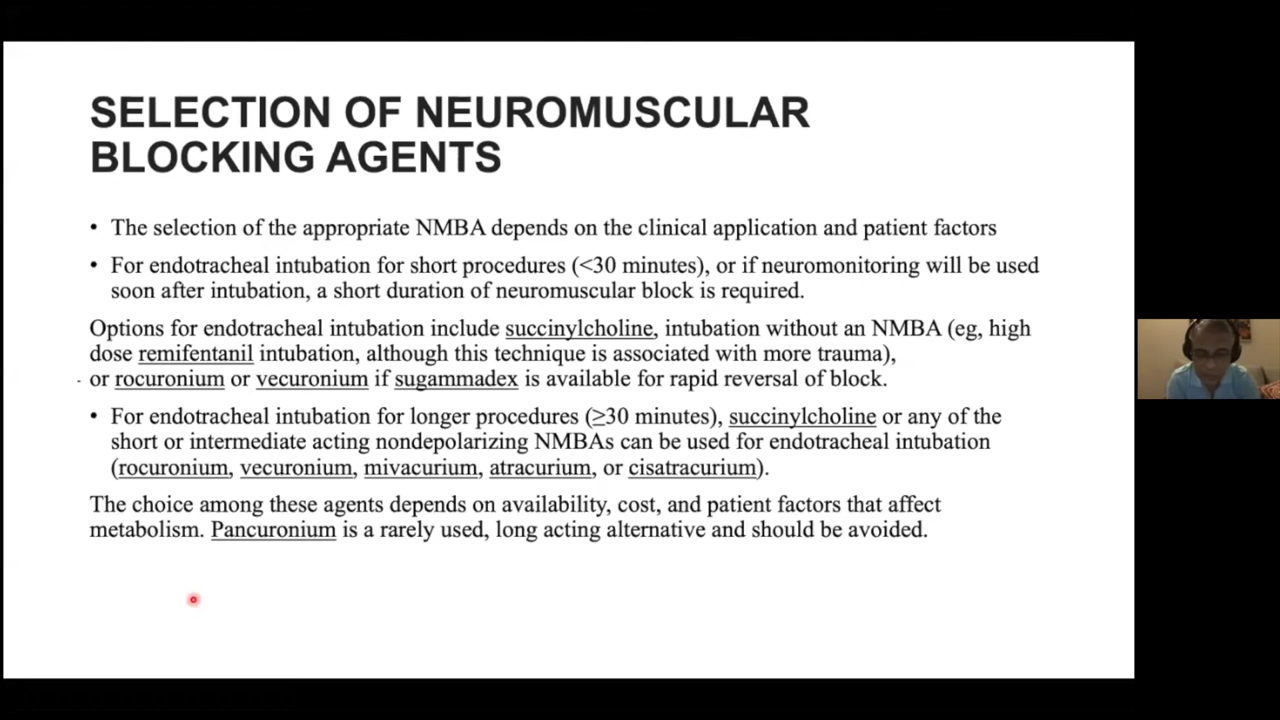 SELECTION OF NEUROMUSCULAR
BLOCKING AGENTS
• The selection of the appropriate NMBA depends on the clinical application and patient factors
• For endotracheal intubation for short procedures (<30 minutes), or if neuromonitoring will be used
soon after intubation, a short duration of neuromuscular block is required.
Options for endotracheal intubation include succinylcholine, intubation without an NMBA (eg, high
dose remifentanil intubation, although this technique is associated with more trauma),
or rocuronium or vecuronium if sugammadex is available for rapid reversal of block.
• For endotracheal intubation for longer procedures (≥30 minutes), succinylcholine or any of the
short or intermediate acting nondepolarizing NMBAs can be used for endotracheal intubation
(rocuronium, vecuronium, mivacurium, atracurium, or cisatracurium).
The choice among these agents depends on availability, cost, and patient factors that affect
metabolism. Pancuronium is a rarely used, long acting alternative and should be avoided.